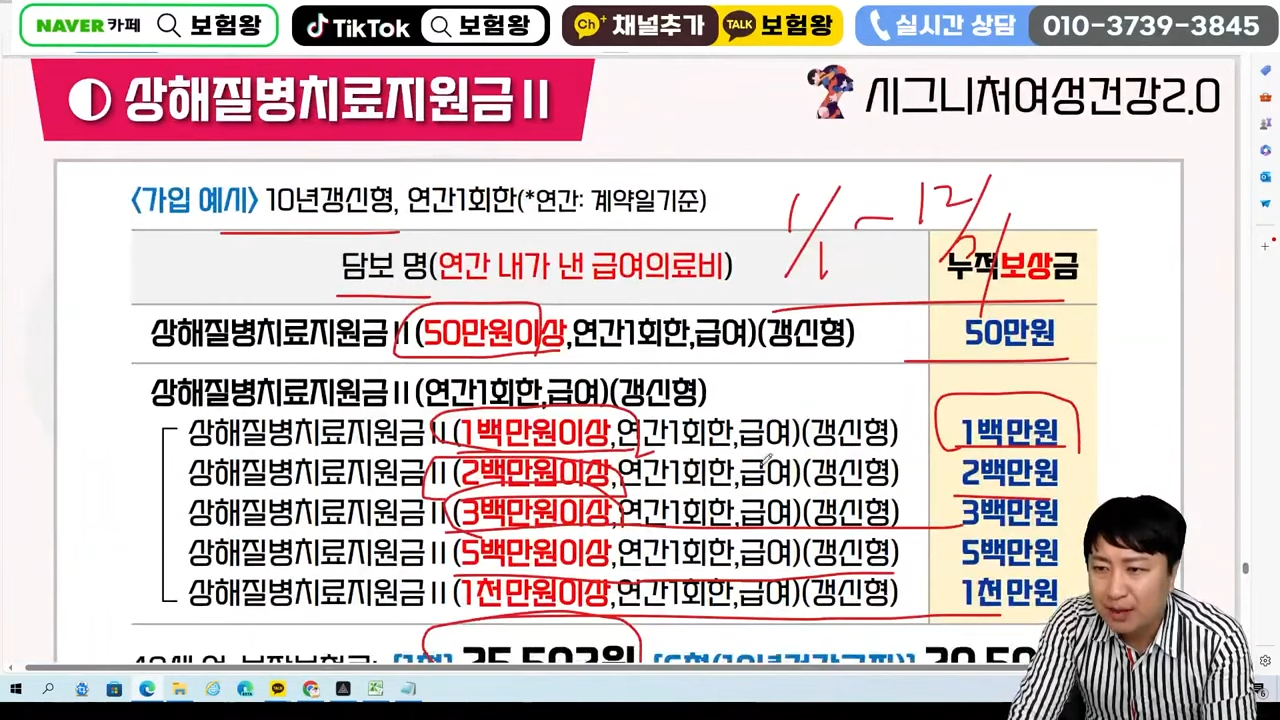 NAVER 카페 보험왕 TikTok 보험왕 Ch+ 채널추가 TALK 보험왕 실시간 상담 010-3739-3845
상해질병치료지원금Ⅱ 시그니처여성건강2.0
<가입 예시> 10년갱신형, 연간1회한(*연간: 계약일기준)
1/1 ~ 12/
담보 명(연간 내가 낸 급여의료비) 누적보상금
상해질병치료지원금Ⅱ(50만원이상,연간1회한,급여)(갱신형) 50만원
상해질병치료지원금Ⅱ(연간1회한,급여)(갱신형)
상해질병치료지원금Ⅱ(1백만원이상,연간1회한,급여)(갱신형) 1백만원
상해질병치료지원금Ⅱ(2백만원이상,연간1회한,급여)(갱신형) 2백만원
상해질병치료지원금Ⅱ(3백만원이상,연간1회한,급여)(갱신형) 3백만원
상해질병치료지원금Ⅱ(5백만원이상,연간1회한,급여)(갱신형) 5백만원
상해질병치료지원금Ⅱ(1천만원이상,연간1회한,급여)(갱신형) 1천만원